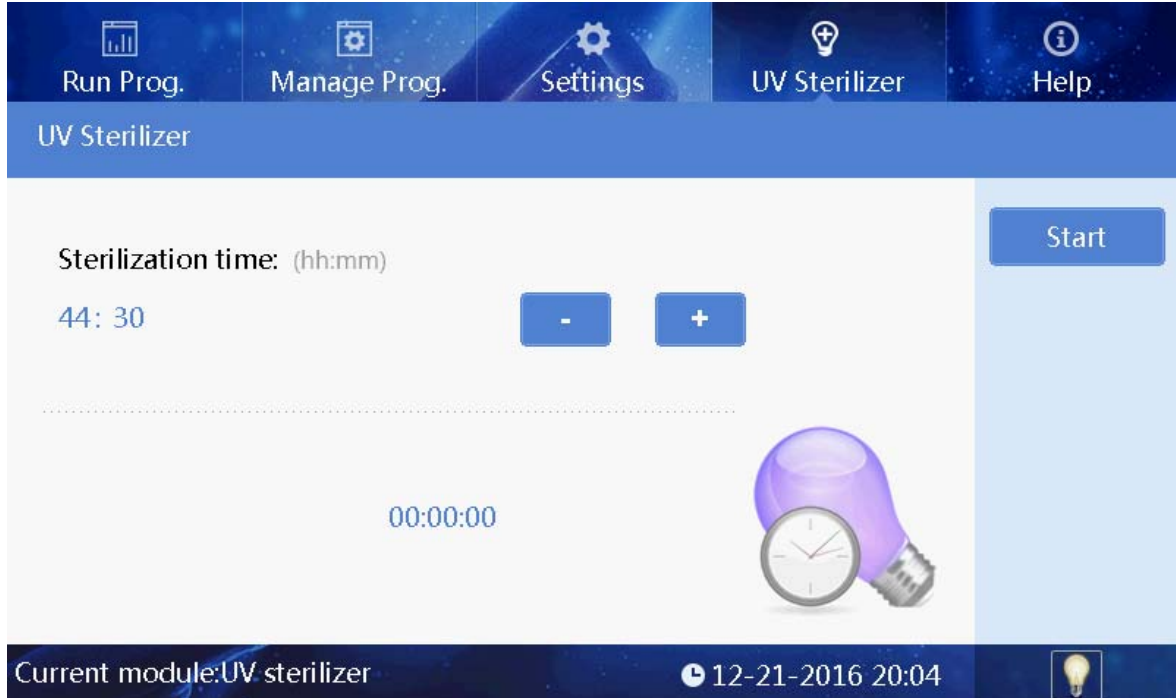 Run Prog. Manage Prog. Settings UV Sterilizer Help
UV Sterilizer
Start
Sterilization time: (hh:mm)
44: 30 - +
00:00:00
Current module:UV sterilizer 12-21-2016 20:04